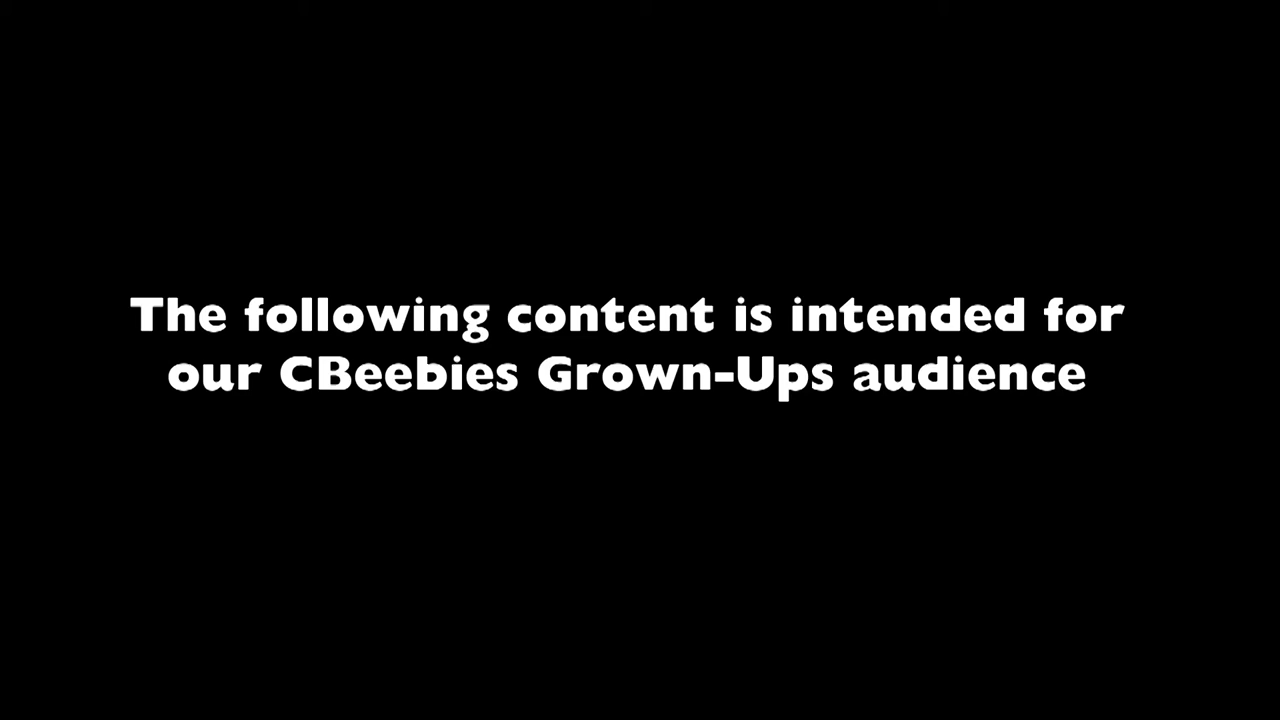 The following content is intended for
our CBeebies Grown-Ups audience